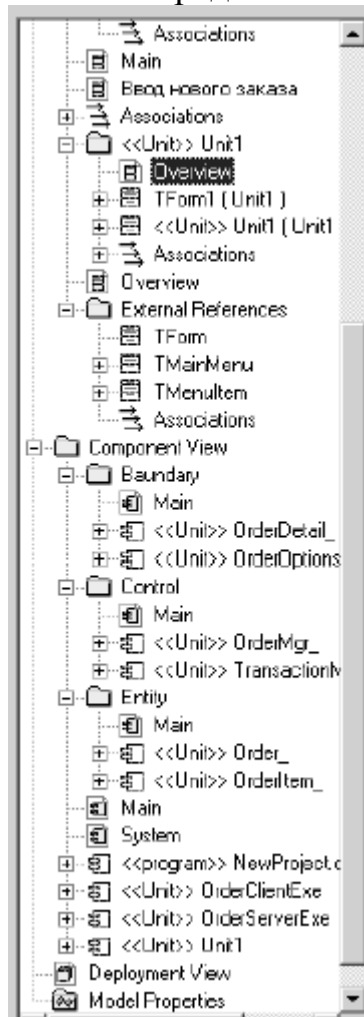 Associations
Main
Ввод нового заказа
Associations
<<Unit>> Unit1
Overview
TForm1 ( Unit1 )
<<Unit>> Unit1 ( Unit1
Associations
Overview
External References
TForm
TMainMenu
TMenuItem
Associations
Component View
Baundary
Main
<<Unit>> OrderDetail_
<<Unit>> OrderOptions
Control
Main
<<Unit>> OrderMgr_
<<Unit>> TransactionM
Entity
Main
<<Unit>> Order_
<<Unit>> OrderItem_
Main
System
<<program>> NewProject.d
<<Unit>> OrderClientExe
<<Unit>> OrderServerExe
<<Unit>> Unit1
Deployment View
Model Properties